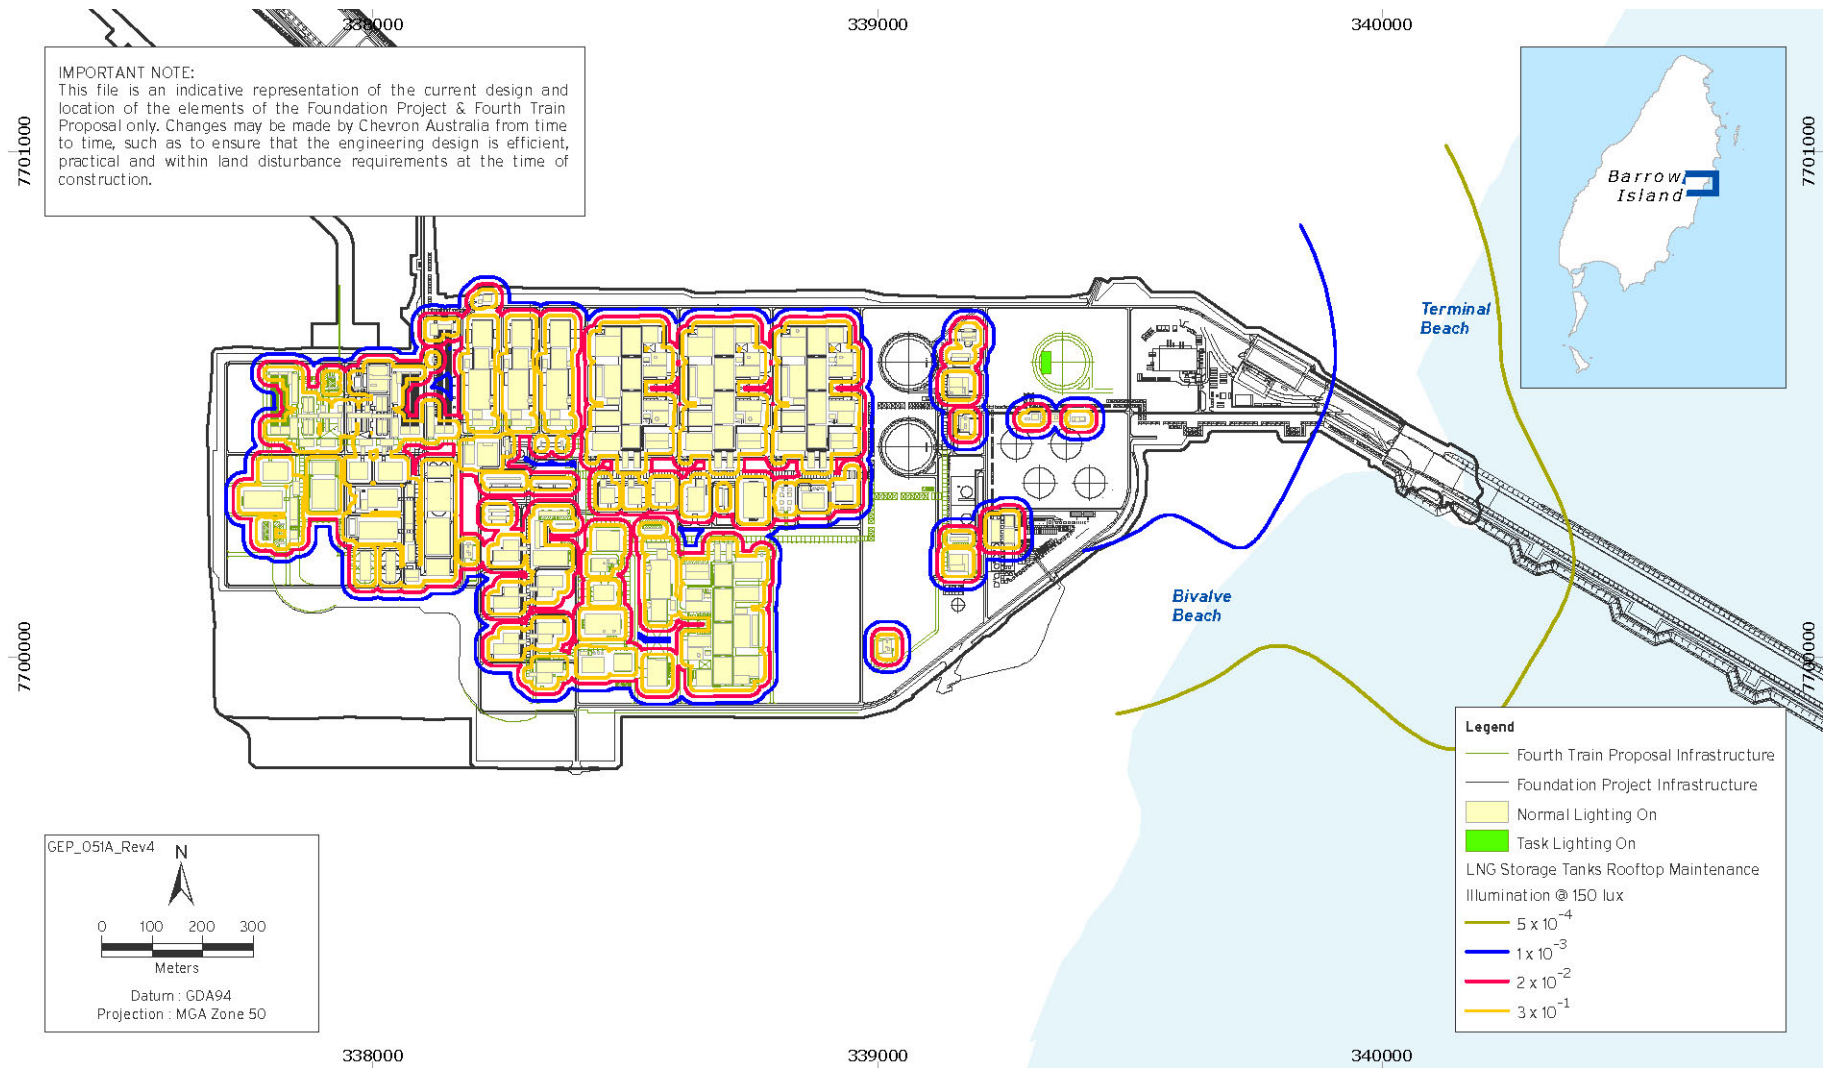 338000
339000
340000
IMPORTANT NOTE:
This file is an indicative representation of the current design and
location of the elements of the Foundation Project & Fourth Train
Proposal only. Changes may be made by Chevron Australia from time
to time, such as to ensure that the engineering design is efficient,
practical and within land disturbance requirements at the time of
construction.
7701000
7701000
Barrow
Island
Terminal
Beach
Bivalve
Beach
7700000
7700000
Legend
Fourth Train Proposal Infrastructure
Foundation Project Infrastructure
Normal Lighting On
Task Lighting On
LNG Storage Tanks Rooftop Maintenance
Illumination @ 150 lux
5 x 10⁻⁴
1 x 10⁻³
2 x 10⁻²
3 x 10⁻¹
GEP_051A_Rev4
N
0 100 200 300
Meters
Datum : GDA94
Projection : MGA Zone 50
338000
339000
340000